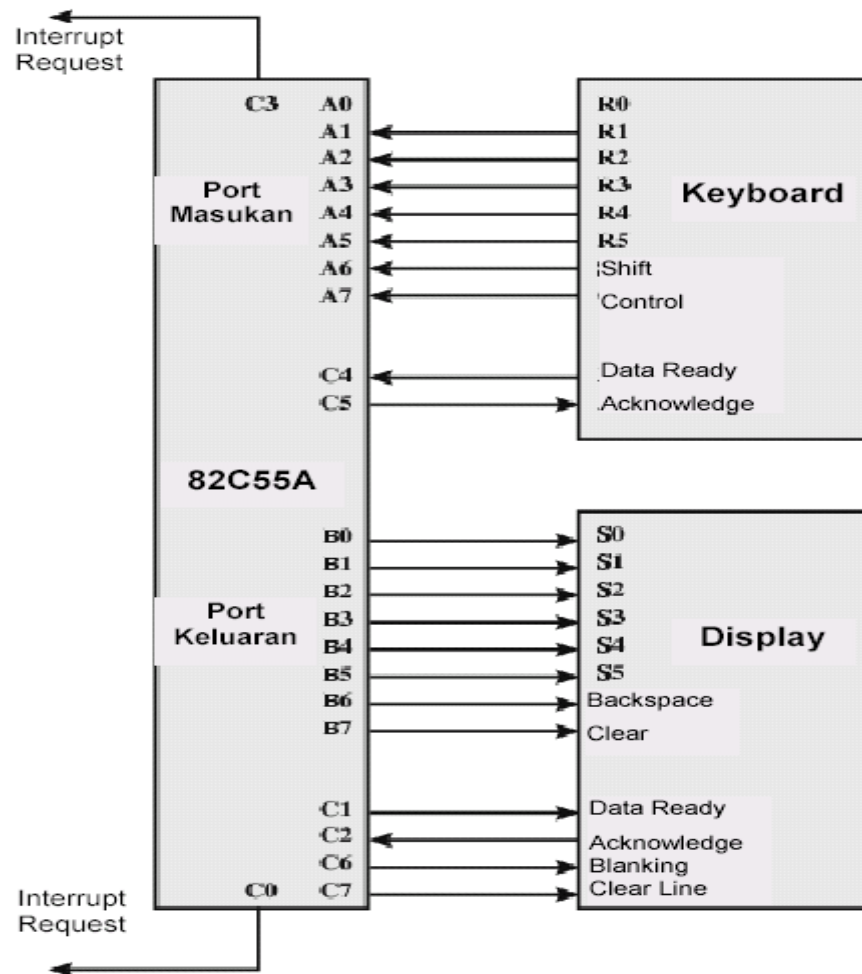 Interrupt
Request
C3 A0
A1
A2
A3
A4
A5
A6
A7
Port
Masukan
C4
C5
82C55A
B0
B1
B2
B3
B4
B5
B6
B7
Port
Keluaran
C1
C2
C6
C0 C7
Interrupt
Request
R0
R1
R2
R3
R4
R5
Shift
Control
Keyboard
Data Ready
Acknowledge
S0
S1
S2
S3
S4
S5
Backspace
Clear
Display
Data Ready
Acknowledge
Blanking
Clear Line